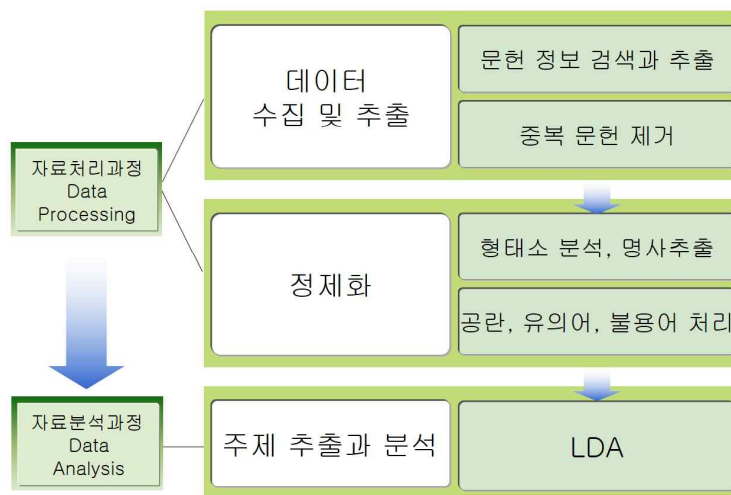 데이터
수집 및 추출
문헌 정보 검색과 추출
중복 문헌 제거
자료처리과정
Data
Processing
정제화
형태소 분석, 명사추출
공란, 유의어, 불용어 처리
자료분석과정
Data
Analysis
주제 추출과 분석
LDA